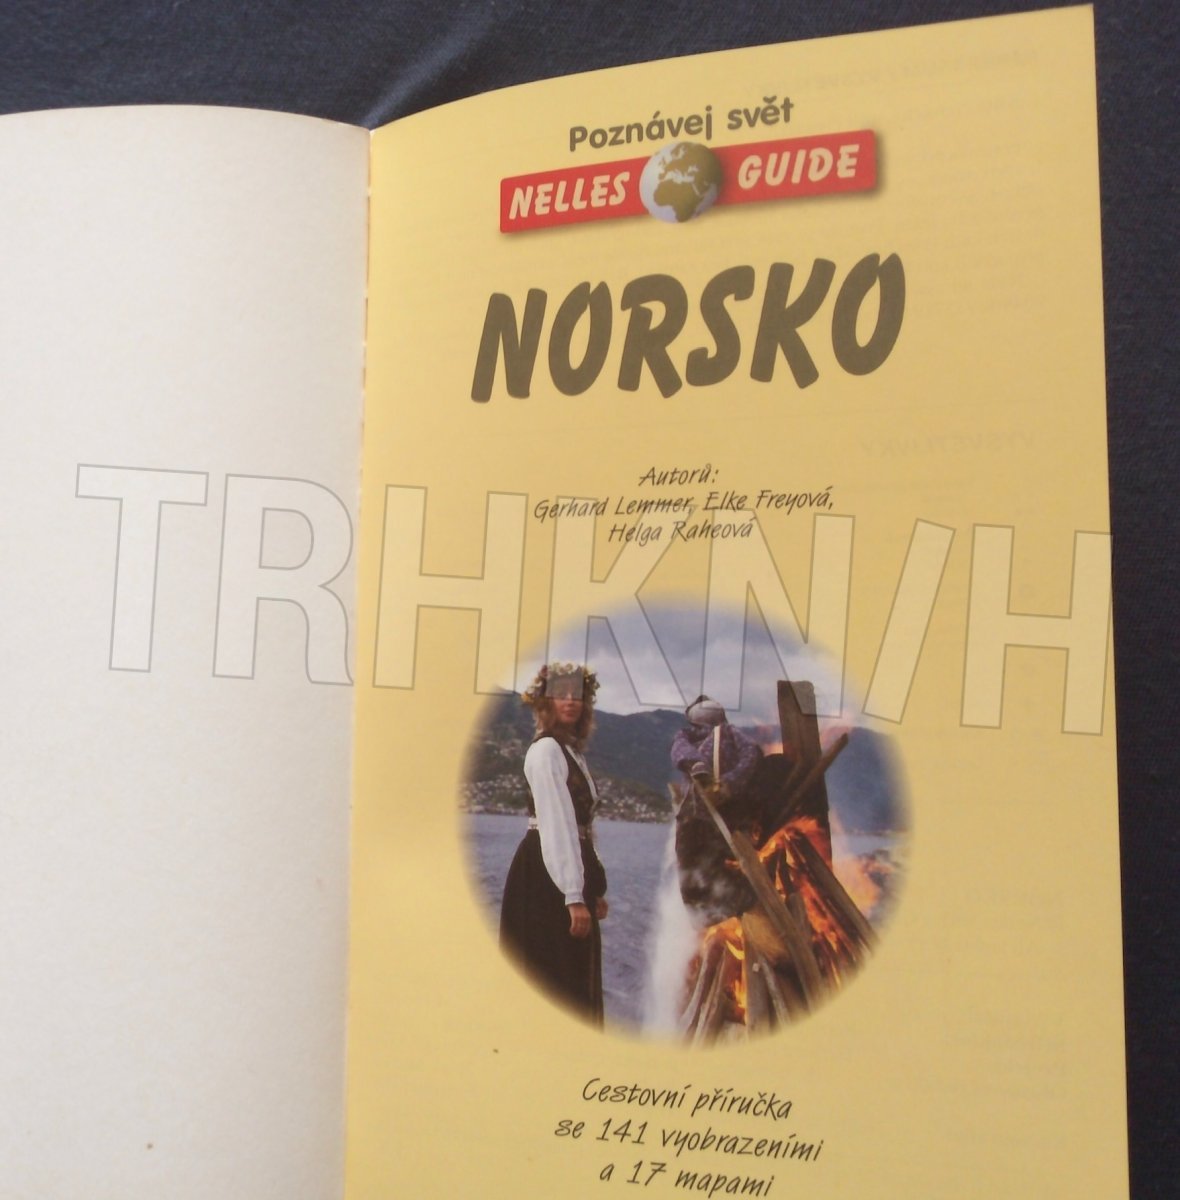 Poznávej svět
NELLES GUIDE
NORSKO
Autorů:
Gerhard Lemmer, Elke Freyová,
Helga Raheová
TRHKN/H
Cestovní příručka
se 141 vyobrazeními
a 17 mapami